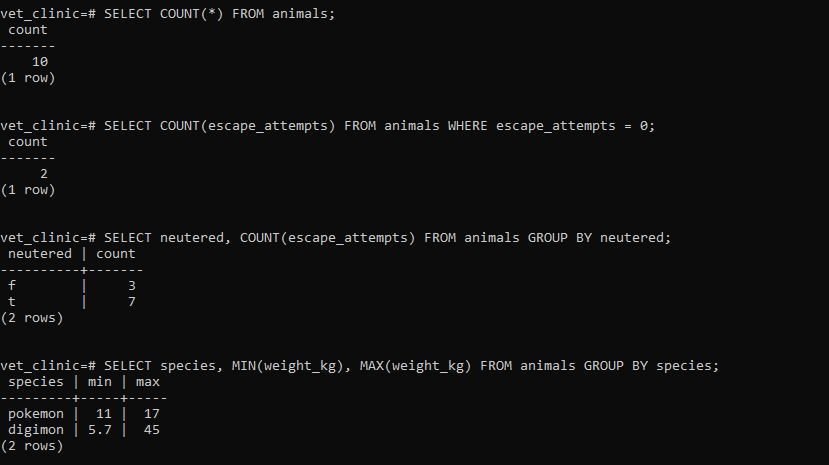 vet_clinic=# SELECT COUNT(*) FROM animals;
 count
-------
    10
(1 row)

vet_clinic=# SELECT COUNT(escape_attempts) FROM animals WHERE escape_attempts = 0;
 count
-------
     2
(1 row)

vet_clinic=# SELECT neutered, COUNT(escape_attempts) FROM animals GROUP BY neutered;
 neutered | count
----------+-------
 f        |     3
 t        |     7
(2 rows)

vet_clinic=# SELECT species, MIN(weight_kg), MAX(weight_kg) FROM animals GROUP BY species;
 species | min | max
---------+-----+-----
 pokemon |  11 |  17
 digimon | 5.7 |  45
(2 rows)